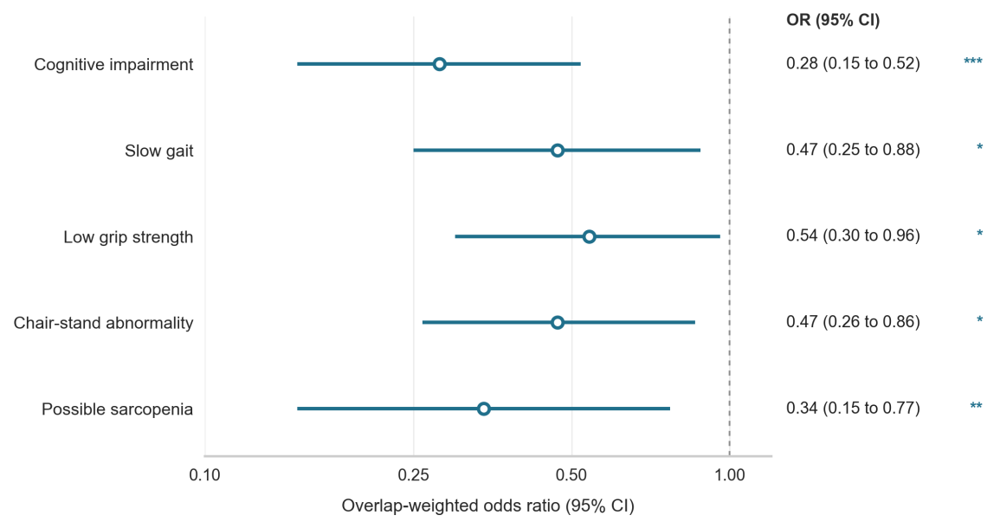 OR (95% CI)
Cognitive impairment 0.28 (0.15 to 0.52) ***
Slow gait 0.47 (0.25 to 0.88) *
Low grip strength 0.54 (0.30 to 0.96) *
Chair-stand abnormality 0.47 (0.26 to 0.86) *
Possible sarcopenia 0.34 (0.15 to 0.77) **
0.10 0.25 0.50 1.00
Overlap-weighted odds ratio (95% CI)